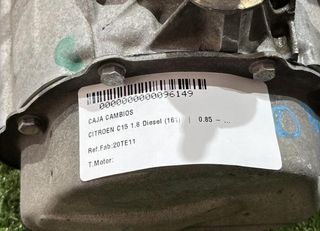 0000000000096149
CAJA CAMBIOS
CITROEN C15 1.8 Diesel (161) | 0.85 – ...
Ref.Fab:20TE11
T.Motor: